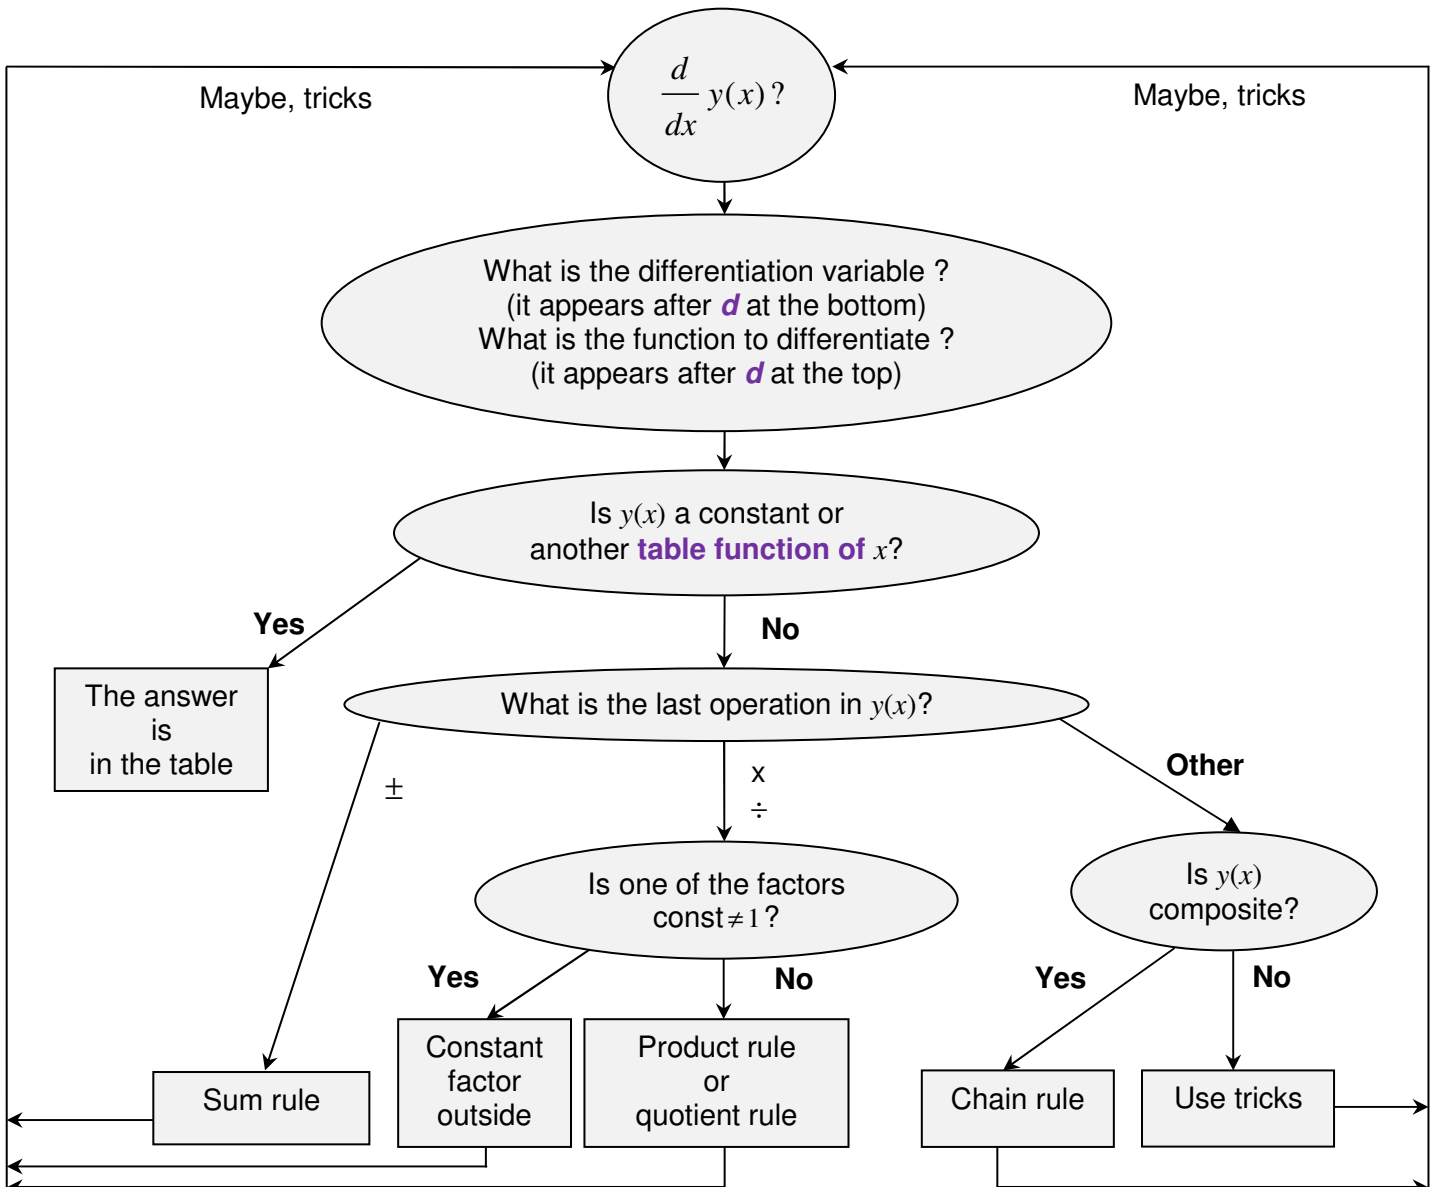 d
dx y(x) ?
Maybe, tricks
Maybe, tricks
What is the differentiation variable ?
(it appears after d at the bottom)
What is the function to differentiate ?
(it appears after d at the top)
Is y(x) a constant or
another table function of x?
Yes
No
The answer
is
in the table
What is the last operation in y(x)?
±
x
÷
Other
Is one of the factors
const ≠ 1 ?
Is y(x)
composite?
Yes
No
Yes
No
Sum rule
Constant
factor
outside
Product rule
or
quotient rule
Chain rule
Use tricks